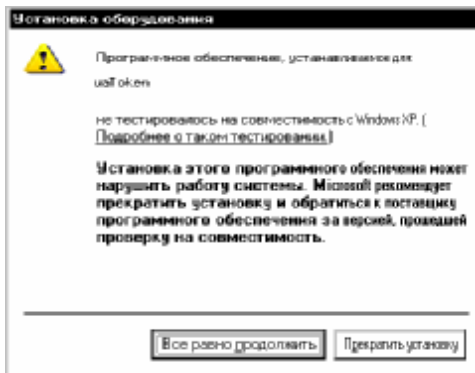 Установка оборудования
Программное обеспечение, устанавливаемое для
uaToken
не тестировалось на совместимость с Windows XP. (
Подробнее о таком тестировании.)
Установка этого программного обеспечения может
нарушить работу системы. Microsoft рекомендует
прекратить установку и обратиться к поставщику
программного обеспечения за версией, прошедшей
проверку на совместимость.
Все равно продолжить
Прекратить установку